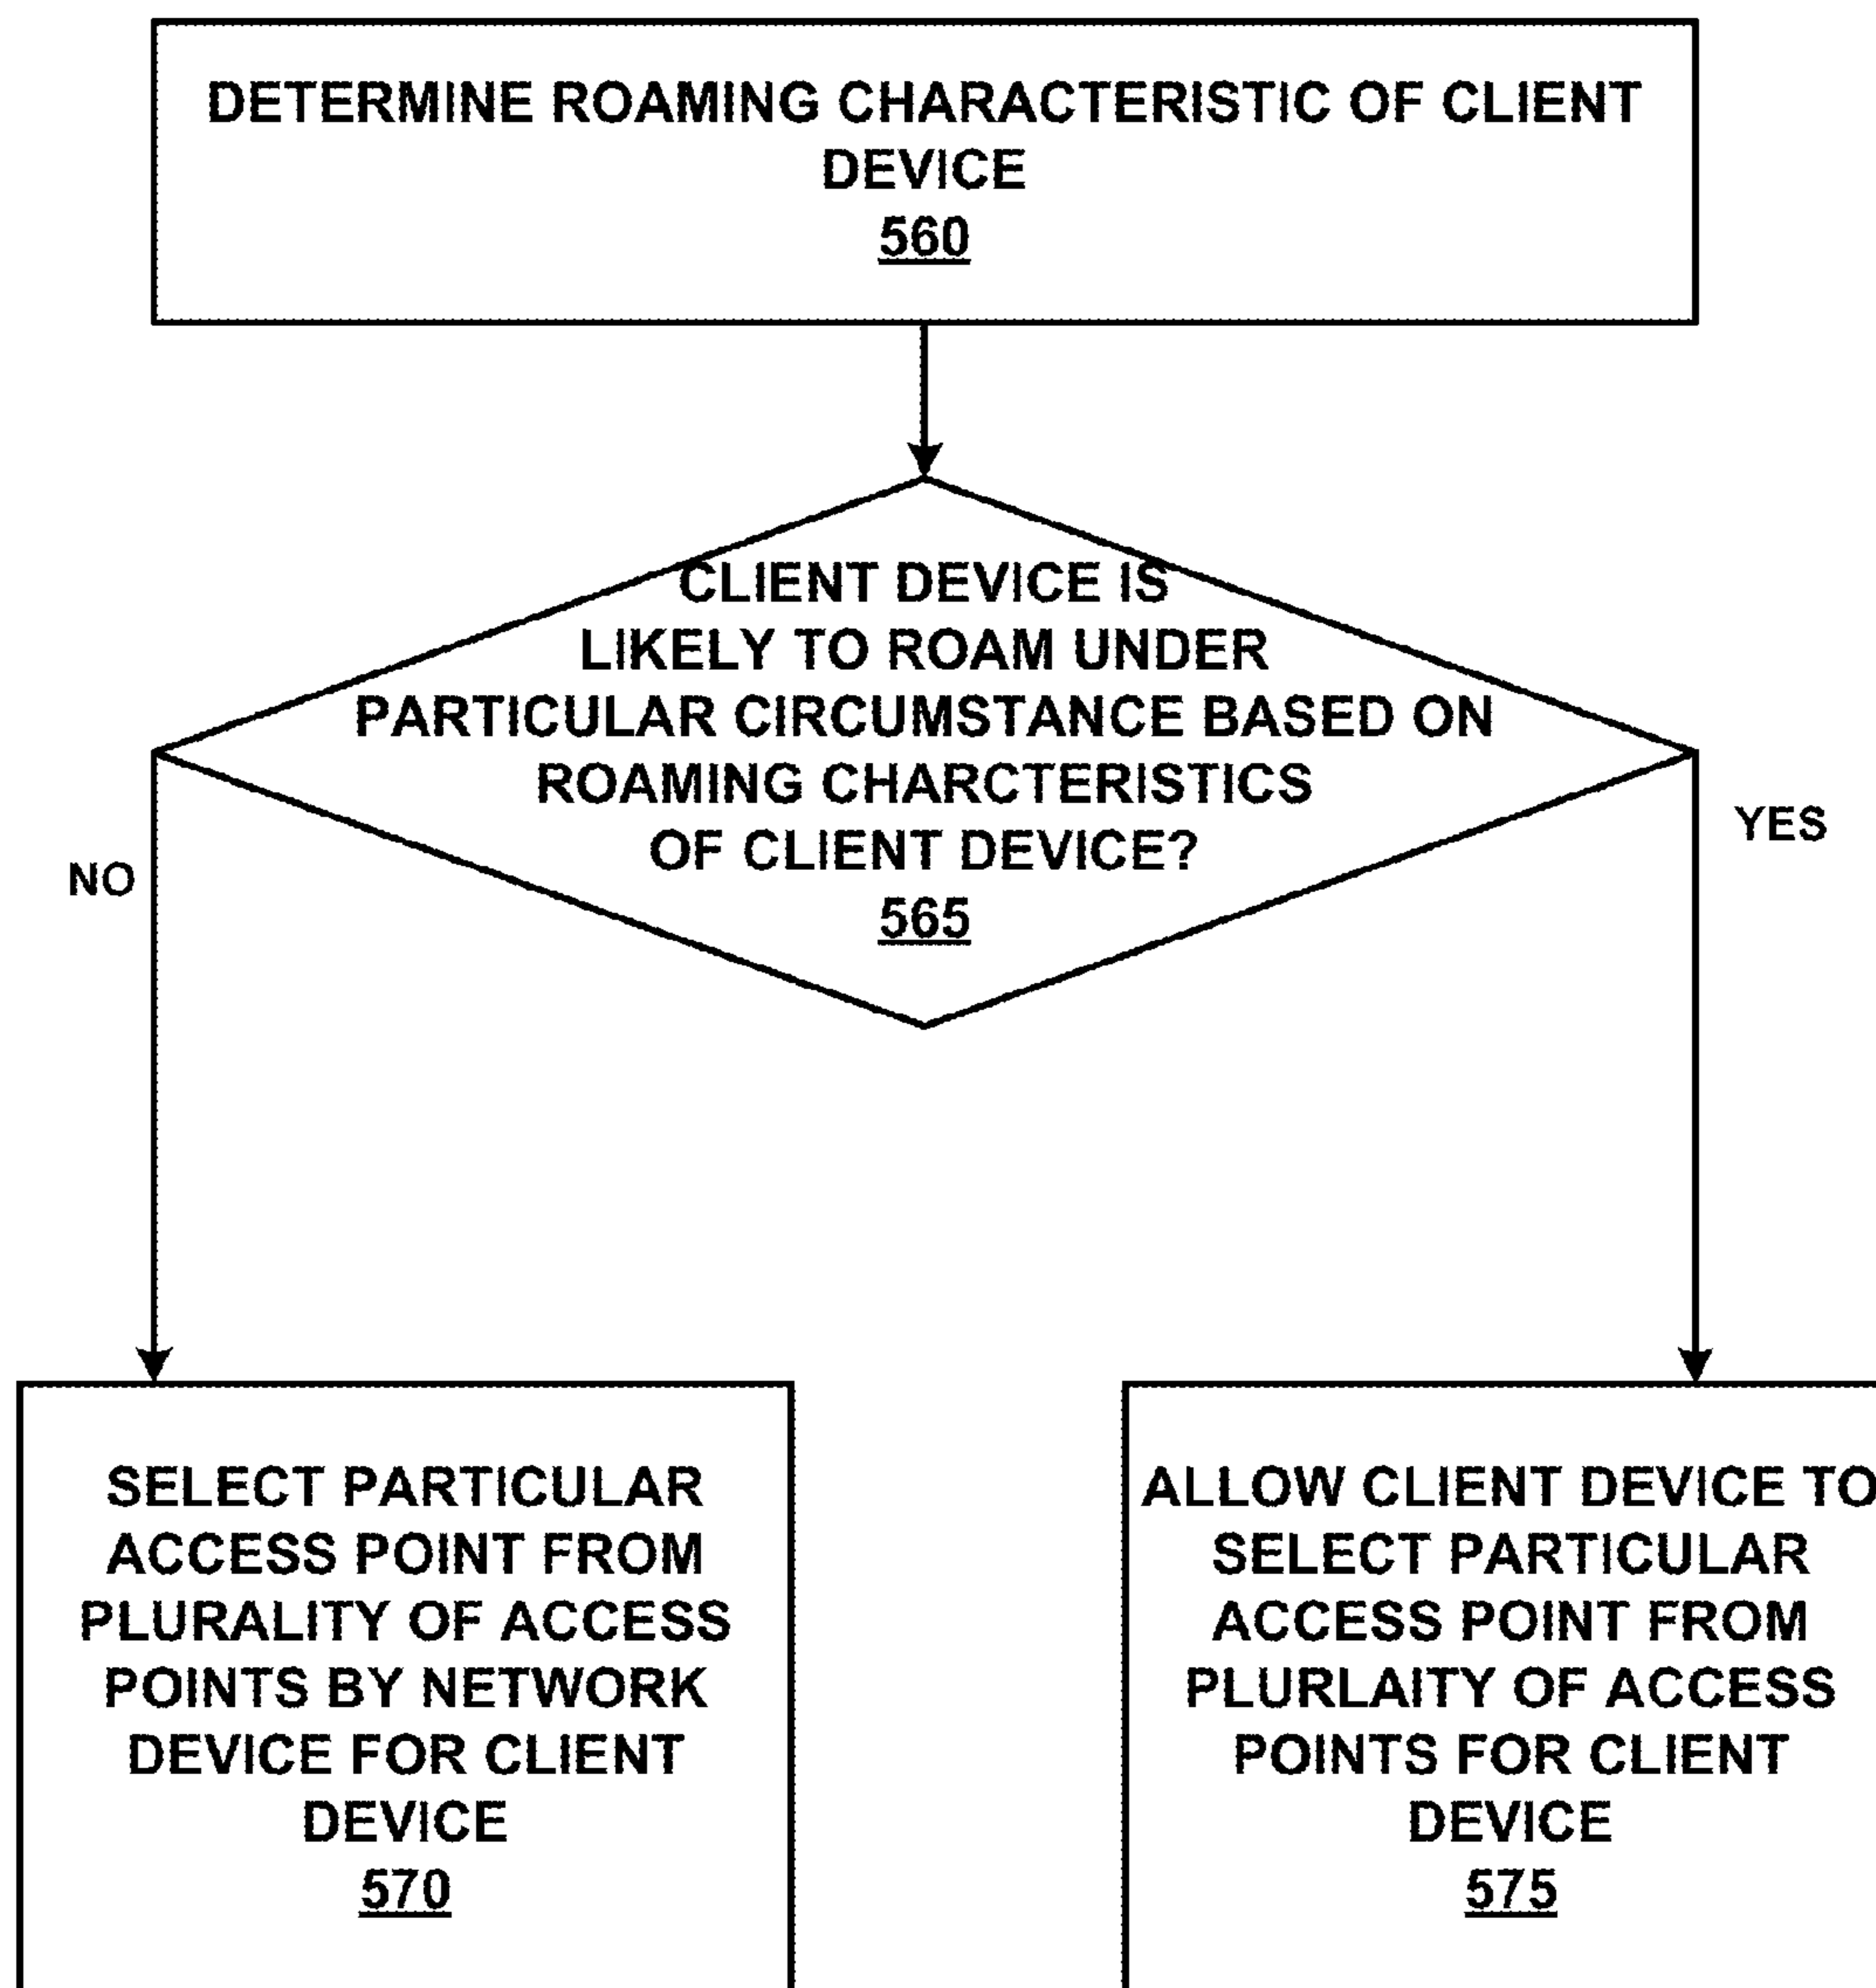 DETERMINE ROAMING CHARACTERISTIC OF CLIENT
DEVICE
560
CLIENT DEVICE IS
LIKELY TO ROAM UNDER
PARTICULAR CIRCUMSTANCE BASED ON
ROAMING CHARCTERISTICS
OF CLIENT DEVICE?
565
NO
YES
SELECT PARTICULAR
ACCESS POINT FROM
PLURALITY OF ACCESS
POINTS BY NETWORK
DEVICE FOR CLIENT
DEVICE
570
ALLOW CLIENT DEVICE TO
SELECT PARTICULAR
ACCESS POINT FROM
PLURLAITY OF ACCESS
POINTS FOR CLIENT
DEVICE
575